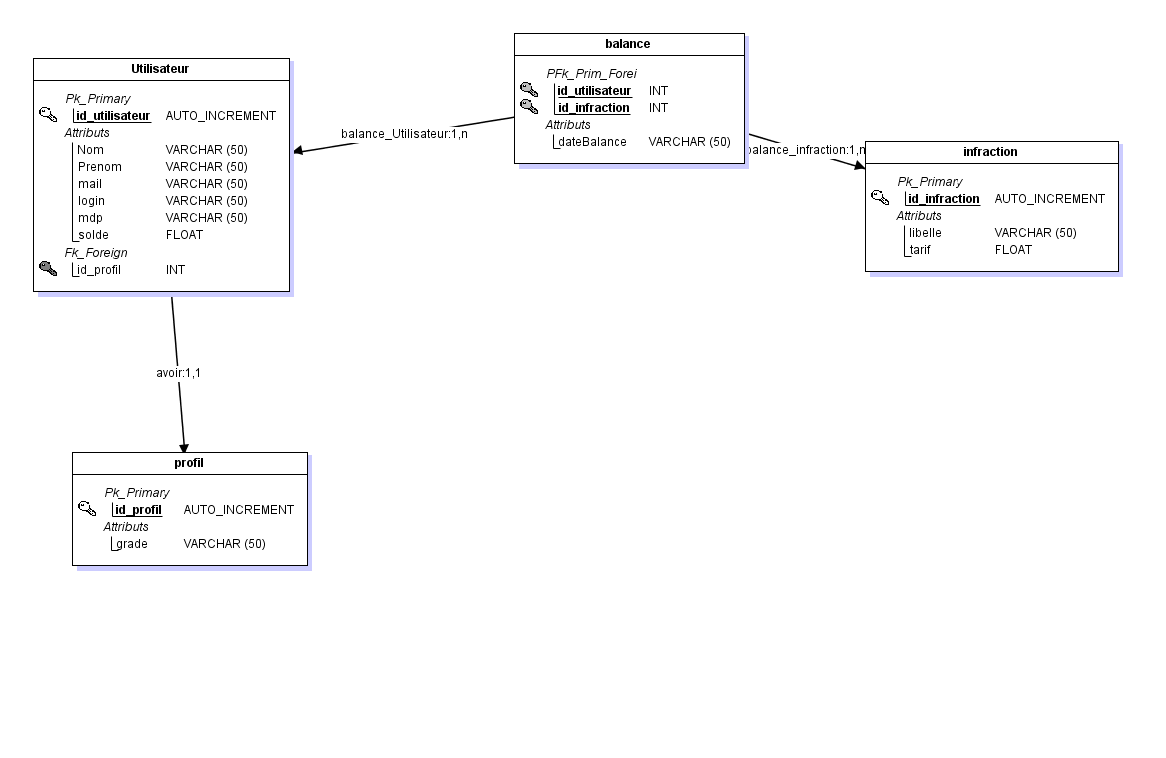 Utilisateur
Pk_Primary
id_utilisateur AUTO_INCREMENT
Attributs
Nom VARCHAR (50)
Prenom VARCHAR (50)
mail VARCHAR (50)
login VARCHAR (50)
mdp VARCHAR (50)
solde FLOAT
Fk_Foreign
id_profil INT
balance_Utilisateur:1,n
balance
PFk_Prim_Forei
id_utilisateur INT
id_infraction INT
Attributs
dateBalance VARCHAR (50)
balance_infraction:1,n
infraction
Pk_Primary
id_infraction AUTO_INCREMENT
Attributs
libelle VARCHAR (50)
tarif FLOAT
avoir:1,1
profil
Pk_Primary
id_profil AUTO_INCREMENT
Attributs
grade VARCHAR (50)